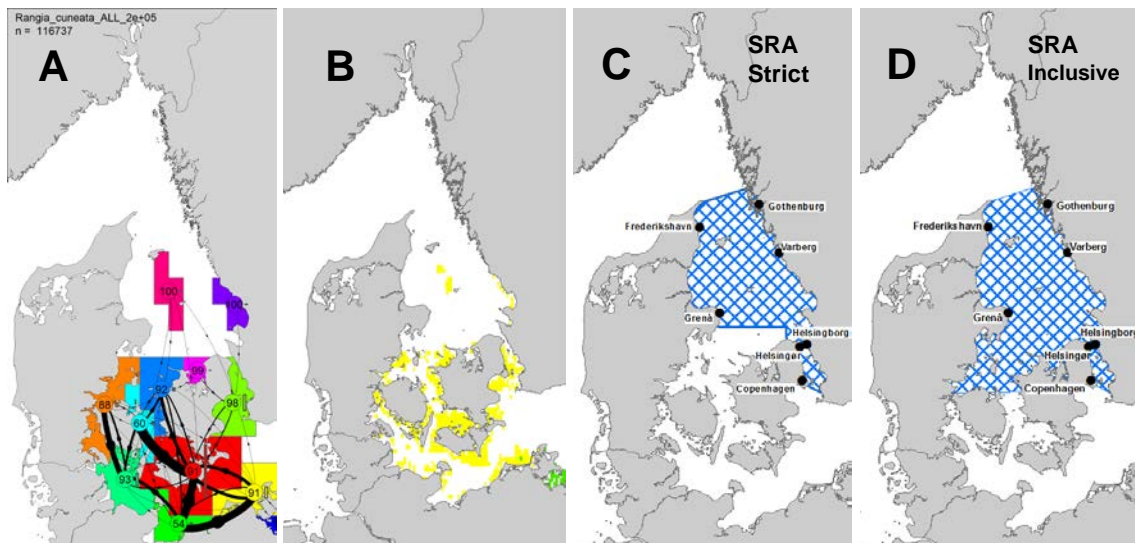 Rangia_cuneata_ALL_2e+05
n = 116737
A
100
100
99
92
98
88
60
93
91
54
B
C
SRA
Strict
Gothenburg
Frederikshavn
Varberg
Grenå
Helsingborg
Helsingør
Copenhagen
D
SRA
Inclusive
Gothenburg
Frederikshavn
Varberg
Grenå
Helsingborg
Helsingør
Copenhagen